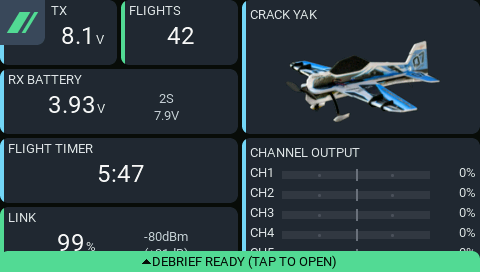 TX
8.1V
FLIGHTS
42
RX BATTERY
3.93V
2S
7.9V
FLIGHT TIMER
5:47
LINK
99%
-80dBm
CRACK YAK
CHANNEL OUTPUT
CH1 0%
CH2 0%
CH3 0%
CH4 0%
DEBRIEF READY (TAP TO OPEN)